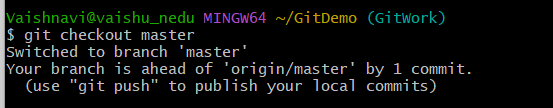 Vaishnavi@vaishu_nedu MINGW64 ~/GitDemo (GitWork)
$ git checkout master
Switched to branch 'master'
Your branch is ahead of 'origin/master' by 1 commit.
  (use "git push" to publish your local commits)